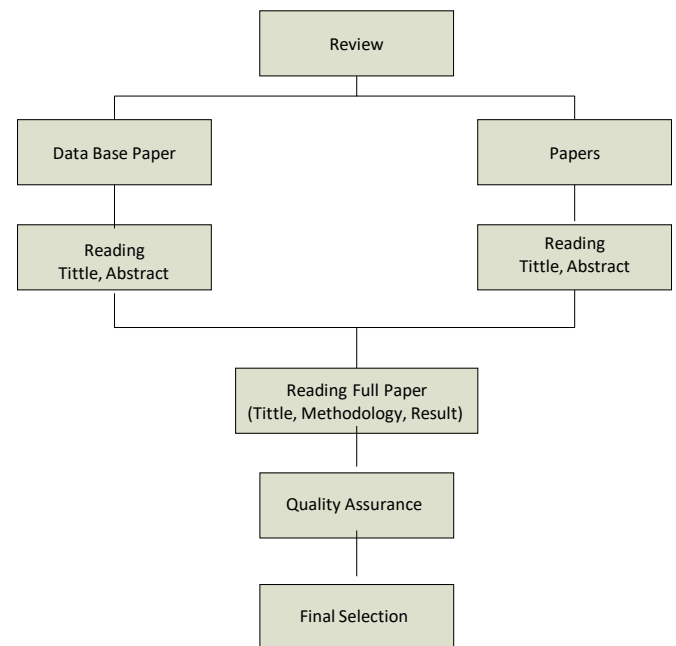 Review
Data Base Paper
Papers
Reading
Tittle, Abstract
Reading
Tittle, Abstract
Reading Full Paper
(Tittle, Methodology, Result)
Quality Assurance
Final Selection